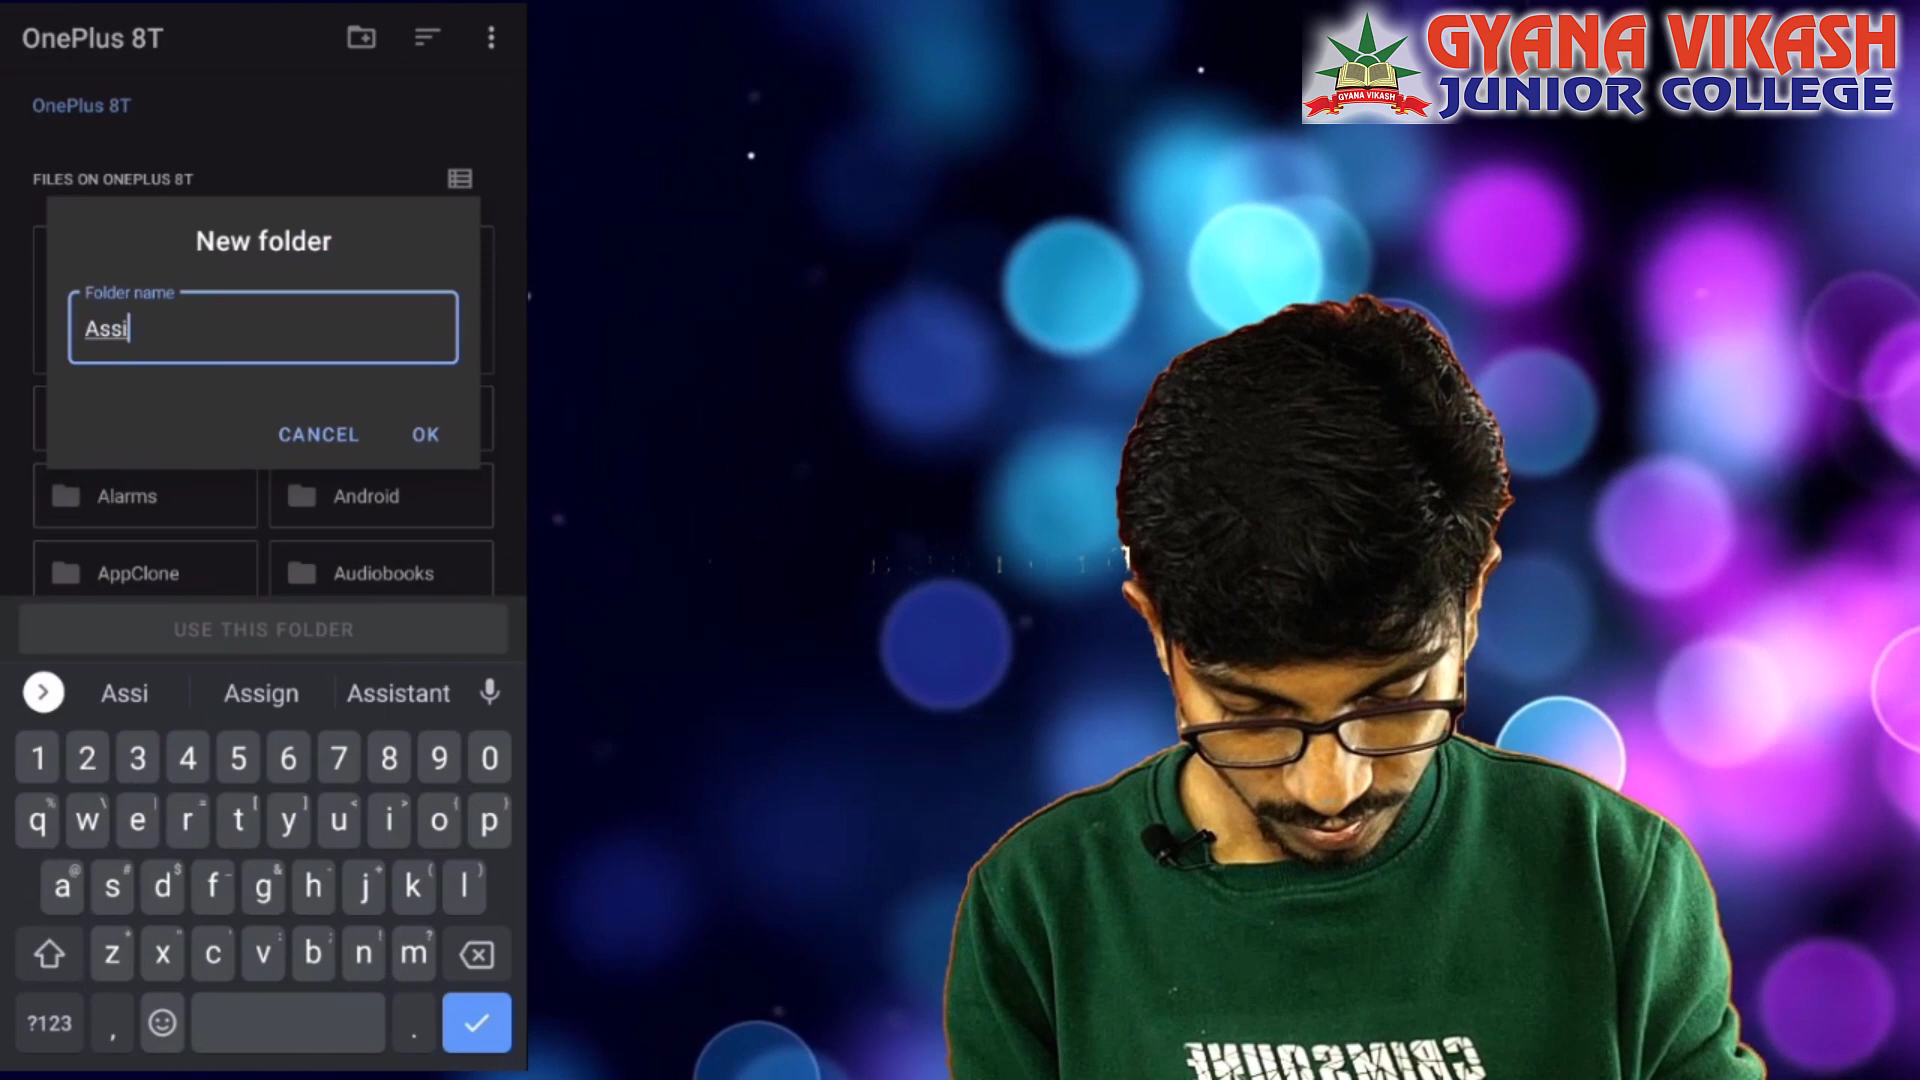 OnePlus 8T
OnePlus 8T
FILES ON ONEPLUS 8T
New folder
Folder name
Assi
CANCEL OK
Alarms Android
AppClone Audiobooks
USE THIS FOLDER
Assi Assign Assistant
1 2 3 4 5 6 7 8 9 0
q w e r t y u i o p
a s d f g h j k l
z x c v b n m
?123 , .
GYANA VIKASH
JUNIOR COLLEGE
GYANA VIKASH